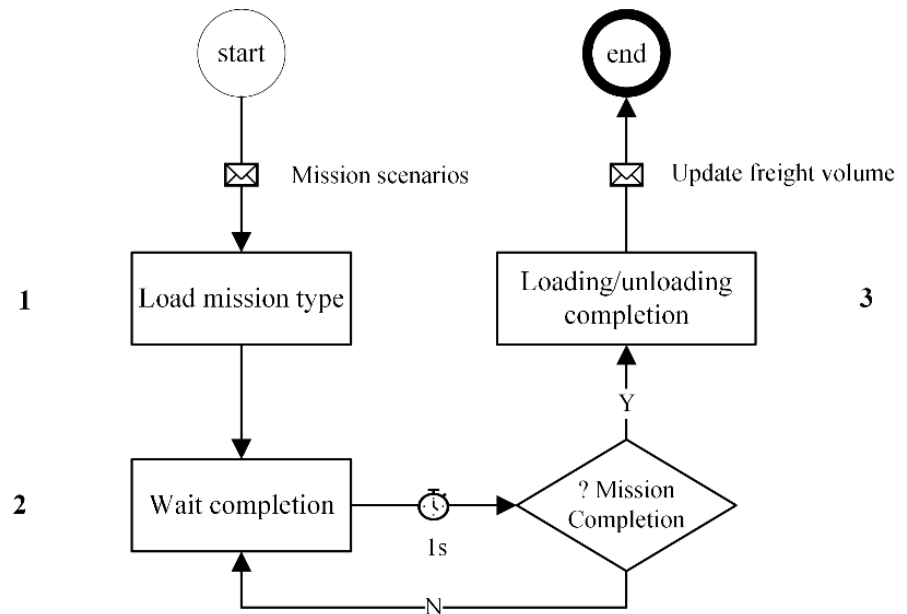 start
end
Mission scenarios
Update freight volume
1
Load mission type
Loading/unloading
completion
3
Y
2
Wait completion
? Mission
Completion
1s
N